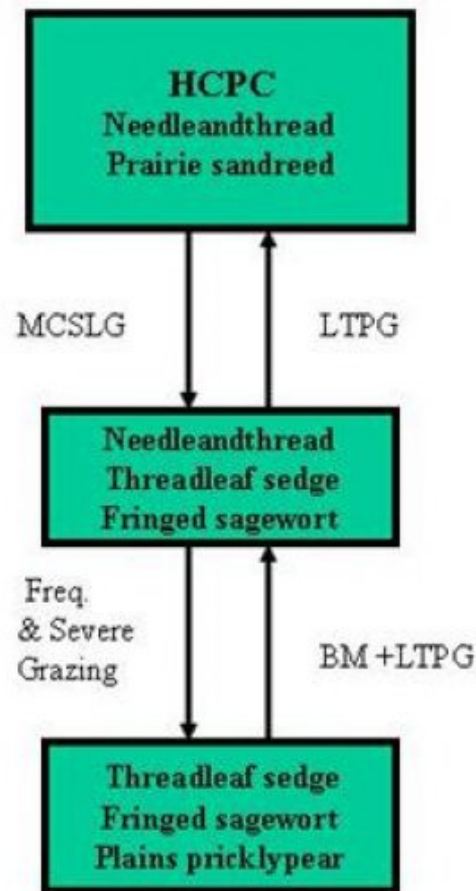 HCPC
Needleandthread
Prairie sandreed
MCSLG
LTPG
Needleandthread
Threadleaf sedge
Fringed sagewort
Freq.
& Severe
Grazing
BM +LTPG
Threadleaf sedge
Fringed sagewort
Plains pricklypear